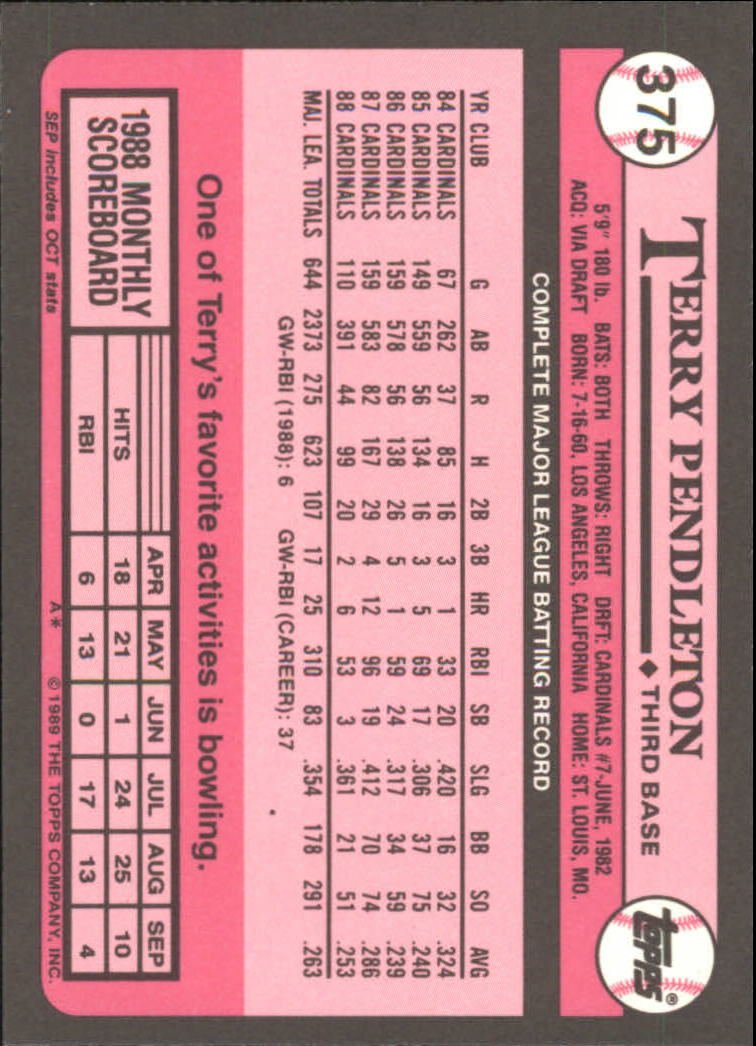 375
TERRY PENDLETON
♦ THIRD BASE
topps®
5'9" 180 lb. BATS: BOTH THROWS: RIGHT DRFT: CARDINALS #7-JUNE, 1982
ACQ: VIA DRAFT BORN: 7-16-60, LOS ANGELES, CALIFORNIA HOME: ST. LOUIS, MO.
COMPLETE MAJOR LEAGUE BATTING RECORD
YR CLUB G AB R H 2B 3B HR RBI SB SLG BB SO AVG
84 CARDINALS 67 262 37 85 16 3 1 33 20 .420 16 32 .324
85 CARDINALS 149 559 56 134 16 3 5 69 17 .306 37 75 .240
86 CARDINALS 159 578 56 138 26 5 1 59 24 .317 34 59 .239
87 CARDINALS 159 583 82 167 29 4 12 96 19 .412 70 74 .286
88 CARDINALS 110 391 44 99 20 2 6 53 3 .361 21 51 .253
MAJ. LEA. TOTALS 644 2373 275 623 107 17 25 310 83 .354 178 291 .263
GW-RBI (1988): 6 GW-RBI (CAREER): 37
One of Terry's favorite activities is bowling.
1988 MONTHLY
SCOREBOARD
APR MAY JUN JUL AUG SEP
HITS 18 21 1 24 25 10
RBI 6 13 0 17 13 4
SEP includes OCT stats A* © 1989 THE TOPPS COMPANY, INC.